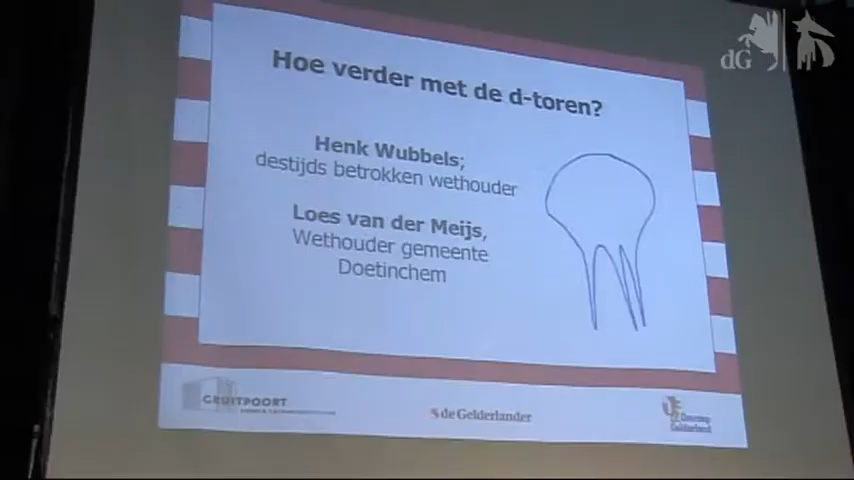 dG
Hoe verder met de d-toren?
Henk Wubbels;
destijds betrokken wethouder
Loes van der Meijs,
Wethouder gemeente
Doetinchem
GRUITPOORT
de Gelderlander